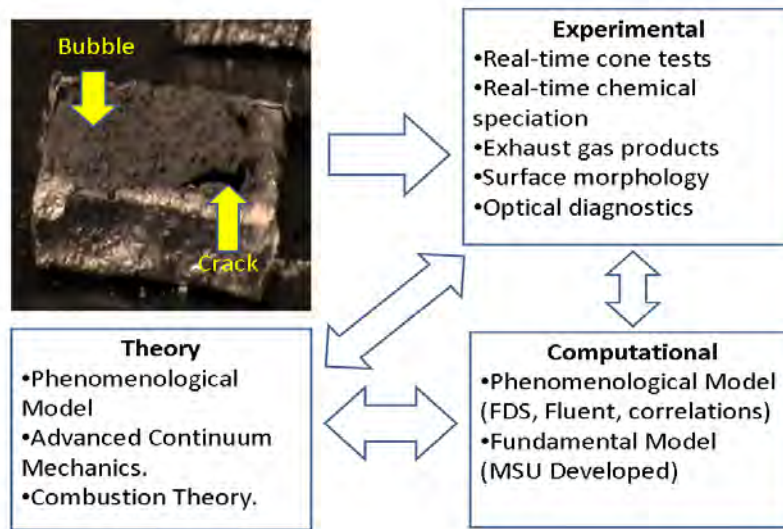 Bubble
Crack
Experimental
•Real-time cone tests
•Real-time chemical
speciation
•Exhaust gas products
•Surface morphology
•Optical diagnostics
Theory
•Phenomenological
Model
•Advanced Continuum
Mechanics.
•Combustion Theory.
Computational
•Phenomenological Model
(FDS, Fluent, correlations)
•Fundamental Model
(MSU Developed)